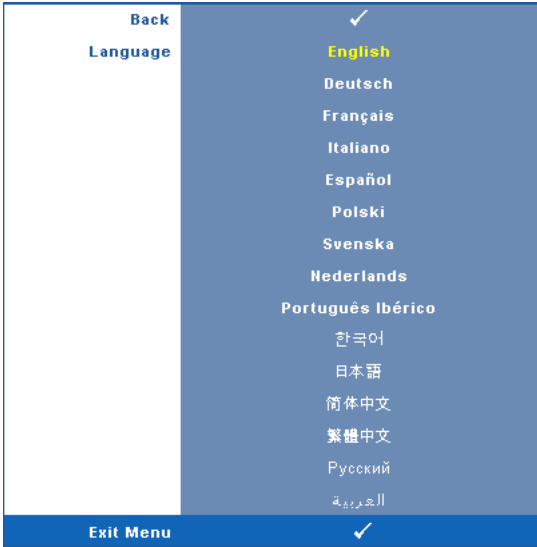 Back ✓
Language English
Deutsch
Français
Italiano
Español
Polski
Svenska
Nederlands
Português Ibérico
한국어
日本語
简体中文
繁體中文
Русский
العربية
Exit Menu ✓